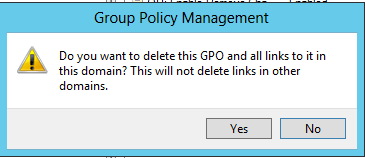 Group Policy Management
Do you want to delete this GPO and all links to it in
this domain? This will not delete links in other
domains.
Yes
No